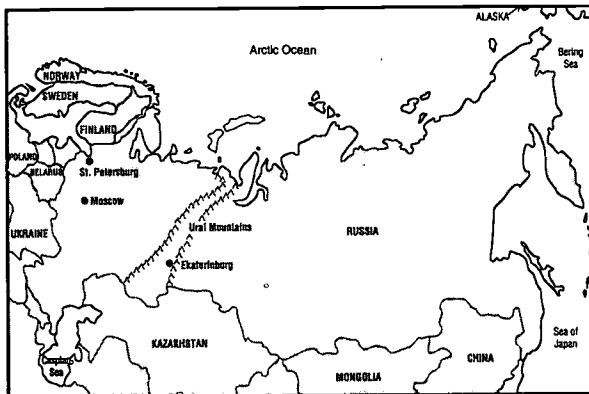 ALASKA
Arctic Ocean
Bering
Sea
NORWAY
SWEDEN
FINLAND
POLAND
BELARUS
St. Petersburg
Moscow
UKRAINE
Ural Mountains
RUSSIA
Ekaterinburg
Caspian
Sea
KAZAKHSTAN
MONGOLIA
CHINA
Sea of
Japan